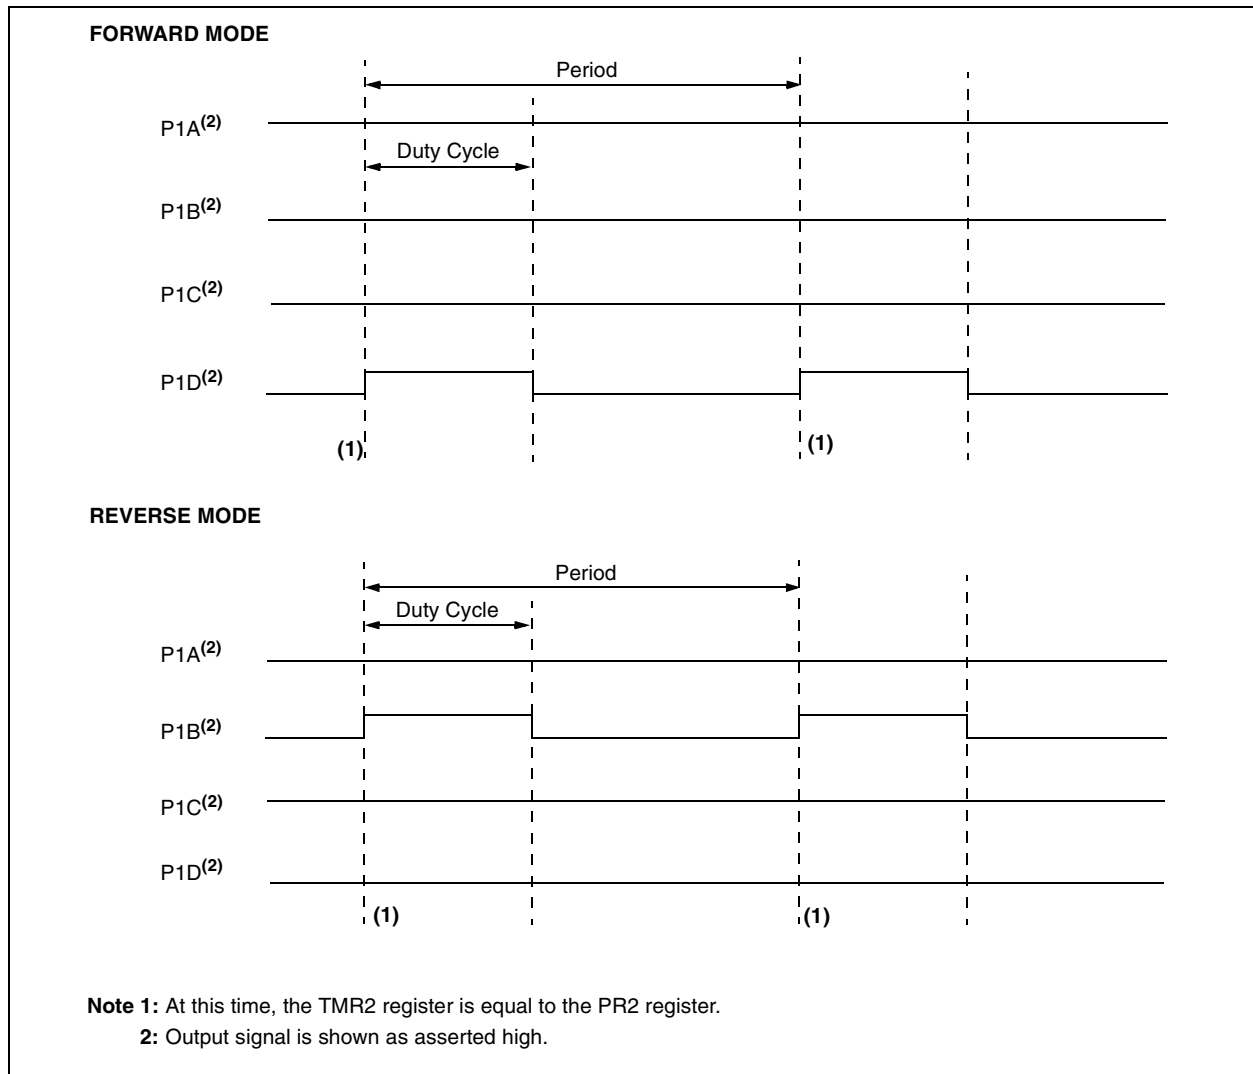 FORWARD MODE
Period
P1A(2)
Duty Cycle
P1B(2)
P1C(2)
P1D(2)
(1)
(1)
REVERSE MODE
Period
Duty Cycle
P1A(2)
P1B(2)
P1C(2)
P1D(2)
(1)
(1)
Note 1: At this time, the TMR2 register is equal to the PR2 register.
2: Output signal is shown as asserted high.